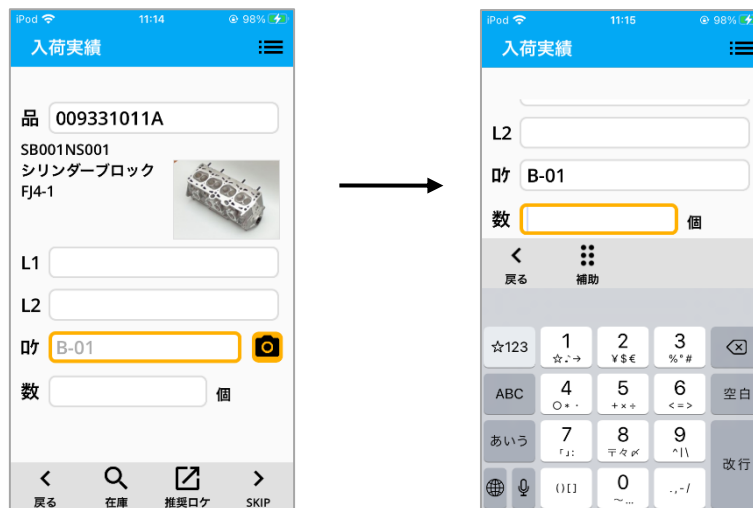 iPod 11:14 98%
入荷実績
品 009331011A
SB001NS001
シリンダーブロック
FJ4-1
L1
L2
ﾛｹ B-01
数 個
戻る 在庫 推奨ロケ SKIP
iPod 11:15 98%
入荷実績
L2
ﾛｹ B-01
数 個
戻る 補助
☆123 1 2 3
☆♪→ ¥$€ %°#
ABC 4 5 6 空白
○*・ +×÷ <=>
あいう 7 8 9 改行
「」: 〒々〆 ^|\
()[] 0 .,-/
~…